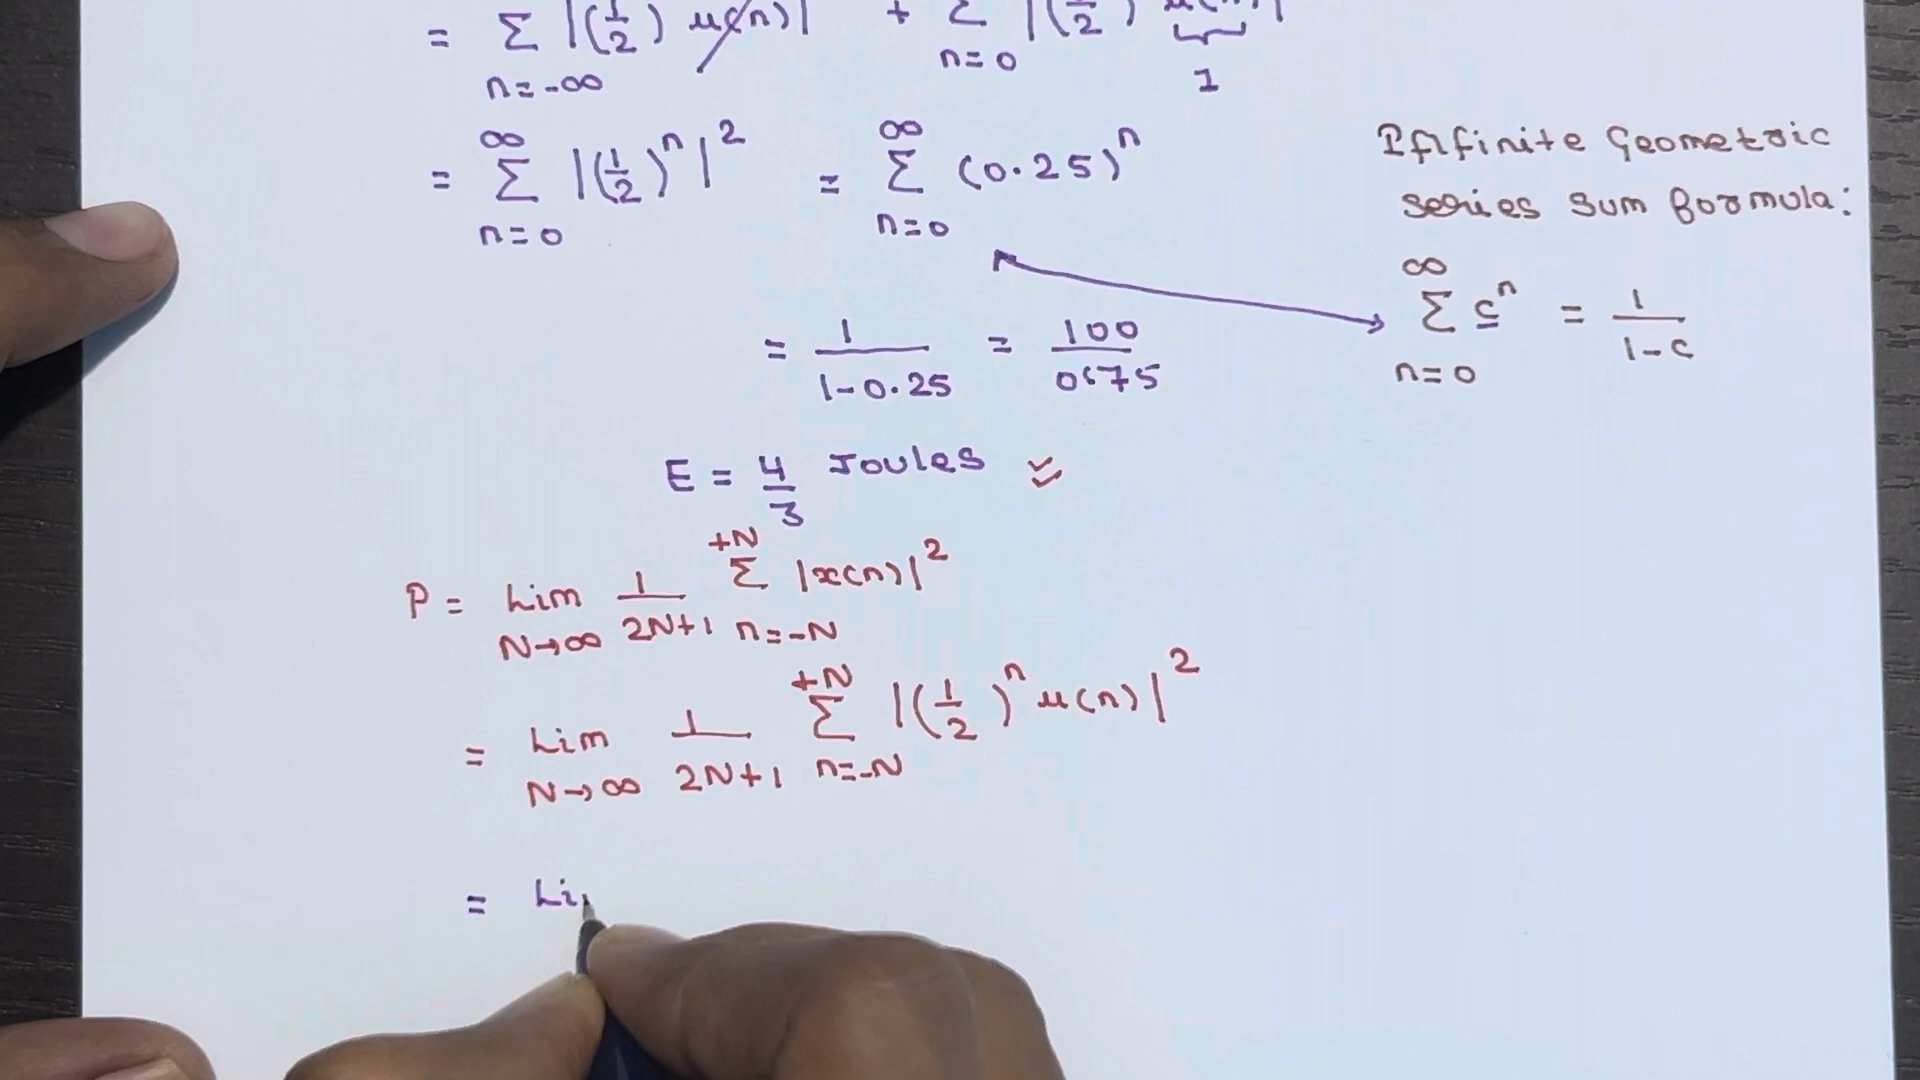 = Σ |(1/2) u(n)| + Σ |(1/2) u(n)|
n=-∞ n=0 1
∞ ∞
= Σ |(1/2)ⁿ|² = Σ (0.25)ⁿ
n=0 n=0
Infinite Geometric
series sum formula:
∞
Σ cⁿ = 1/(1-c)
n=0
= 1/(1-0.25) = 100/075
E = 4/3 Joules
+N
P = Lim 1/(2N+1) Σ |x(n)|²
N→∞ n=-N
+N
= Lim 1/(2N+1) Σ |(1/2)ⁿ u(n)|²
N→∞ n=-N
= Li